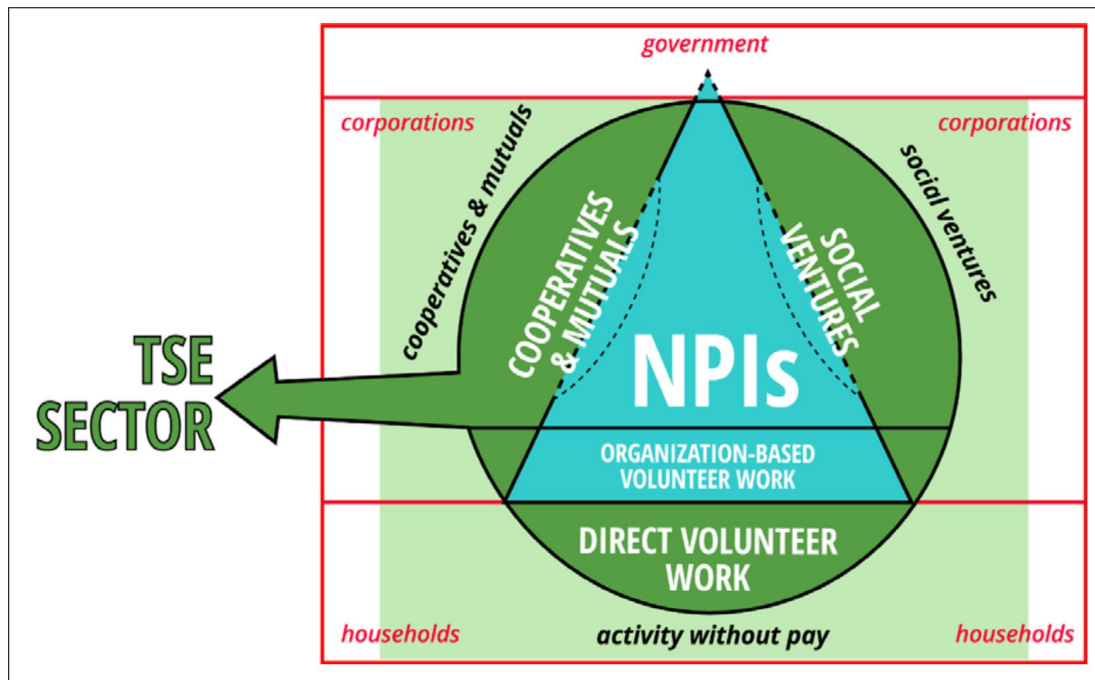 government
corporations
corporations
cooperatives & mutuals
social ventures
COOPERATIVES
& MUTUALS
SOCIAL
VENTURES
TSE
SECTOR
NPIs
ORGANIZATION-BASED
VOLUNTEER WORK
DIRECT VOLUNTEER
WORK
households
activity without pay
households